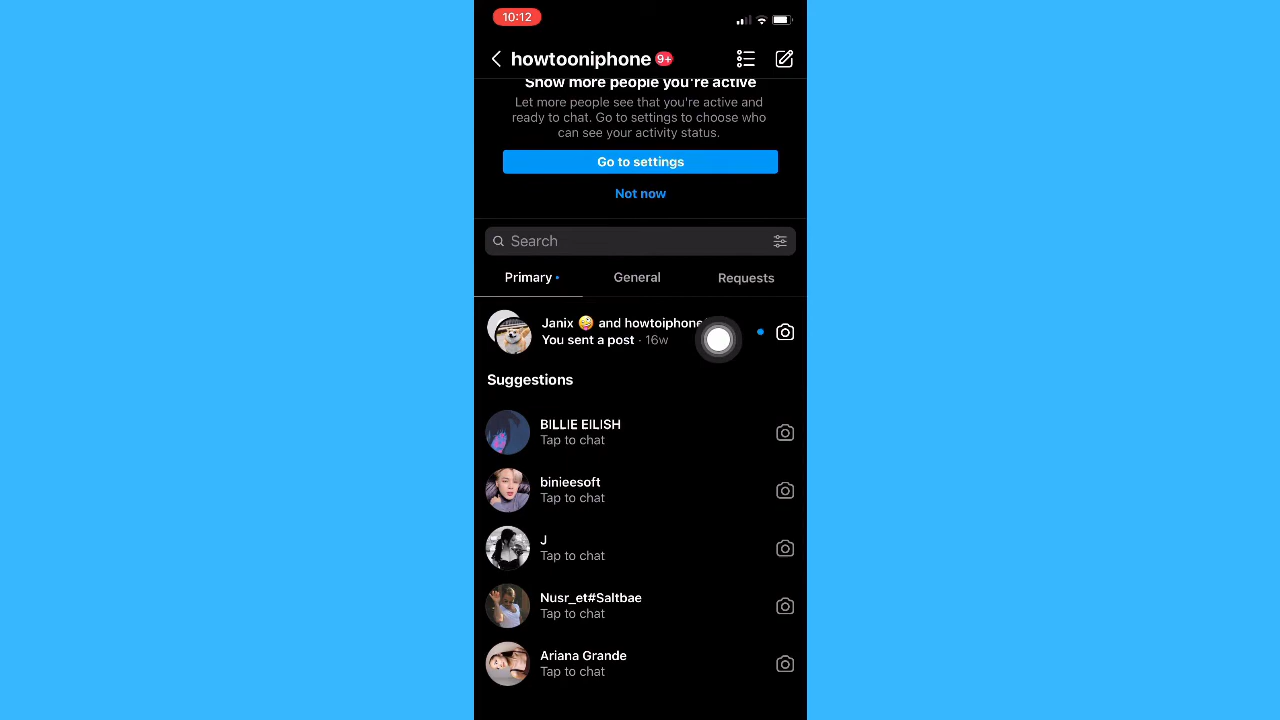 10:12
howtooniphone 9+
Show more people you're active
Let more people see that you're active and
ready to chat. Go to settings to choose who
can see your activity status.
Go to settings
Not now
Search
Primary
General
Requests
Janix 🤪 and howtoiphone
You sent a post · 16w
Suggestions
BILLIE EILISH
Tap to chat
binieesoft
Tap to chat
J
Tap to chat
Nusr_et#Saltbae
Tap to chat
Ariana Grande
Tap to chat